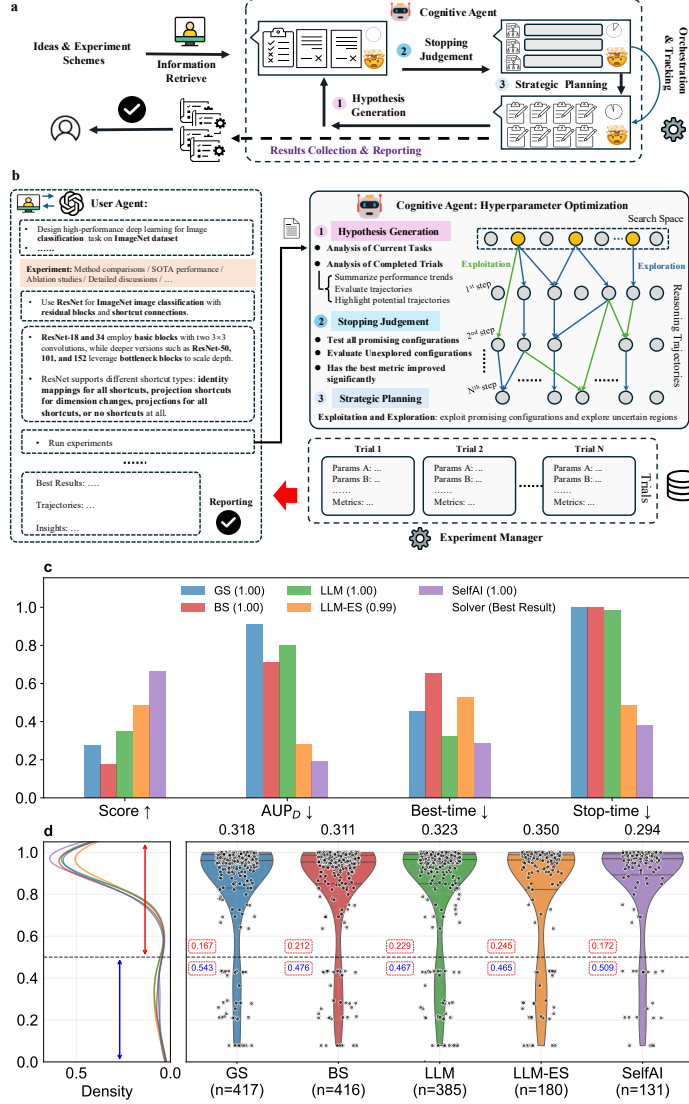 a
Cognitive Agent
Ideas & Experiment
Schemes
Information
Retrieve
2
Stopping
Judgement
3 Strategic Planning
Orchestration
& Tracking
1 Hypothesis
Generation
Results Collection & Reporting
b
User Agent:
• Design high-performance deep learning for Image
classification task on ImageNet dataset
• ......
Experiment: Method comparisons / SOTA performance /
Ablation studies / Detailed discussions / ...
• Use ResNet for ImageNet image classification with
residual blocks and shortcut connections.
• ResNet-18 and 34 employ basic blocks with two 3×3
convolutions, while deeper versions such as ResNet-50,
101, and 152 leverage bottleneck blocks to scale depth.
• ResNet supports different shortcut types: identity
mappings for all shortcuts, projection shortcuts
for dimension changes, projections for all
shortcuts, or no shortcuts at all.
• Run experiments
......
Best Results: .....
Trajectories: ...
Insights: ...
Reporting
Cognitive Agent: Hyperparameter Optimization
1 Hypothesis Generation
● Analysis of Current Tasks
● Analysis of Completed Trials
Summarize performance trends
Evaluate trajectories
Highlight potential trajectories
2 Stopping Judgement
● Test all promising configurations
● Evaluate Unexplored configurations
● Has the best metric improved
significantly
3 Strategic Planning
Exploitation and Exploration: exploit promising configurations and explore uncertain regions
Search Space
Exploitation
Exploration
1st step
2nd step
Nth step
Reasoning Trajectories
Trial 1
Params A: ...
Params B: ...
......
Metrics: ...
Trial 2
Params A: ...
Params B: ...
......
Metrics: ...
Trial N
Params A: ...
Params B: ...
......
Metrics: ...
Trials
Experiment Manager
c
GS (1.00)
BS (1.00)
LLM (1.00)
LLM-ES (0.99)
SelfAI (1.00)
Solver (Best Result)
1.0
0.8
0.6
0.4
0.2
0.0
Score ↑
AUP_D ↓
Best-time ↓
Stop-time ↓
d
0.318
0.311
0.323
0.350
0.294
1.0
0.8
0.6
0.4
0.2
0.0
0.167
0.212
0.229
0.245
0.172
0.543
0.476
0.467
0.465
0.509
0.5
0.0
Density
GS
(n=417)
BS
(n=416)
LLM
(n=385)
LLM-ES
(n=180)
SelfAI
(n=131)